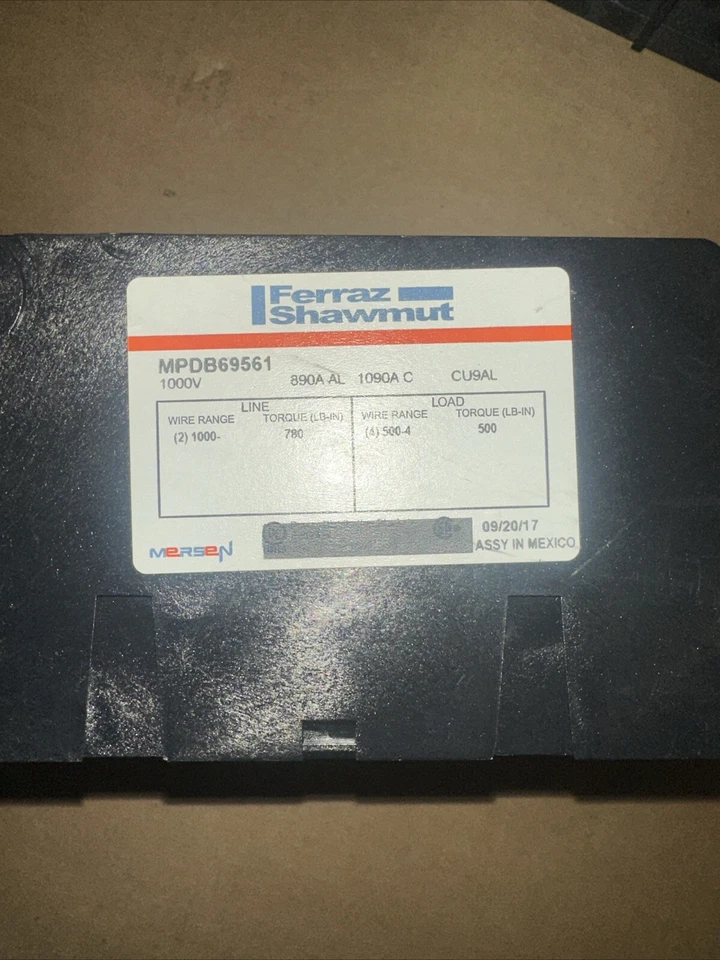 Ferraz
Shawmut
MPDB69561
1000V 890A AL 1090A C CU9AL
LINE LOAD
WIRE RANGE TORQUE (LB-IN) WIRE RANGE TORQUE (LB-IN)
(2) 1000- 780 (4) 500-4 500
09/20/17
MERSEN ASSY IN MEXICO